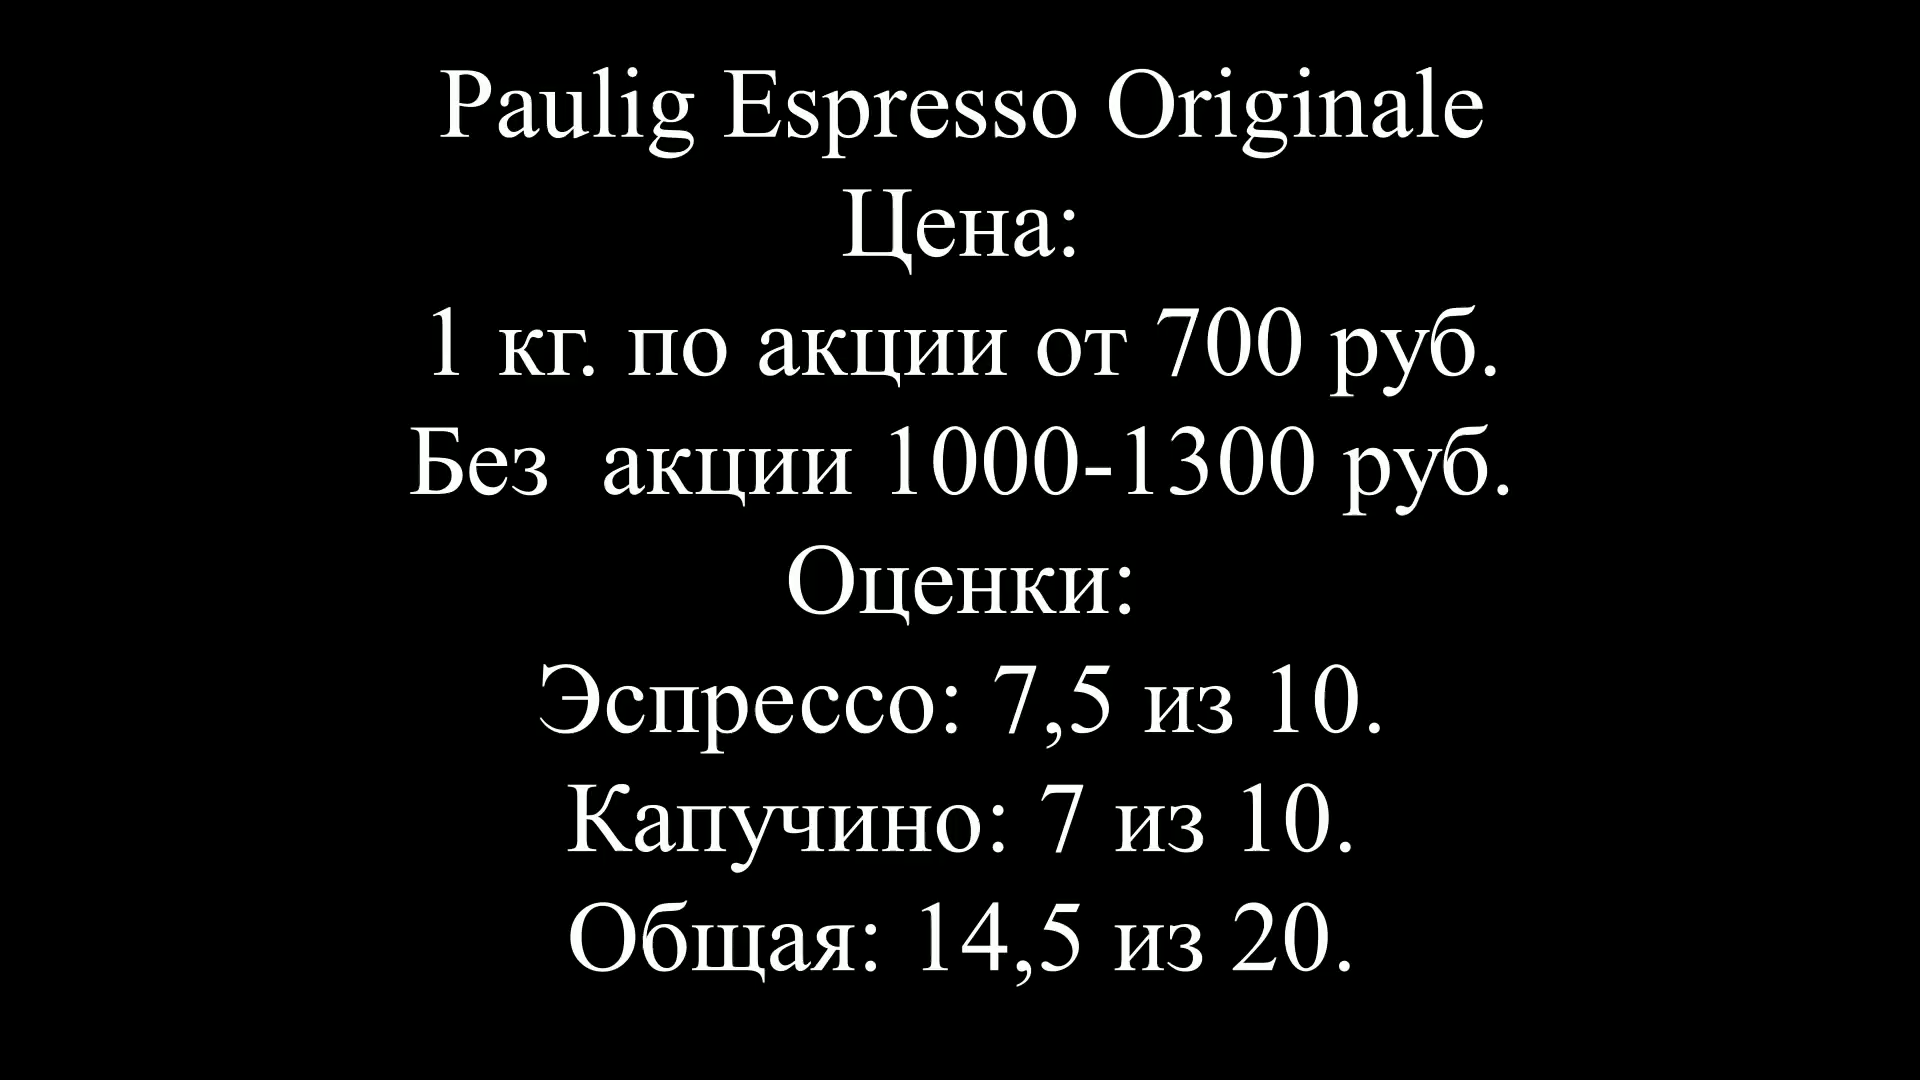 Paulig Espresso Originale
Цена:
1 кг. по акции от 700 руб.
Без  акции 1000-1300 руб.
Оценки:
Эспрессо: 7,5 из 10.
Капучино: 7 из 10.
Общая: 14,5 из 20.